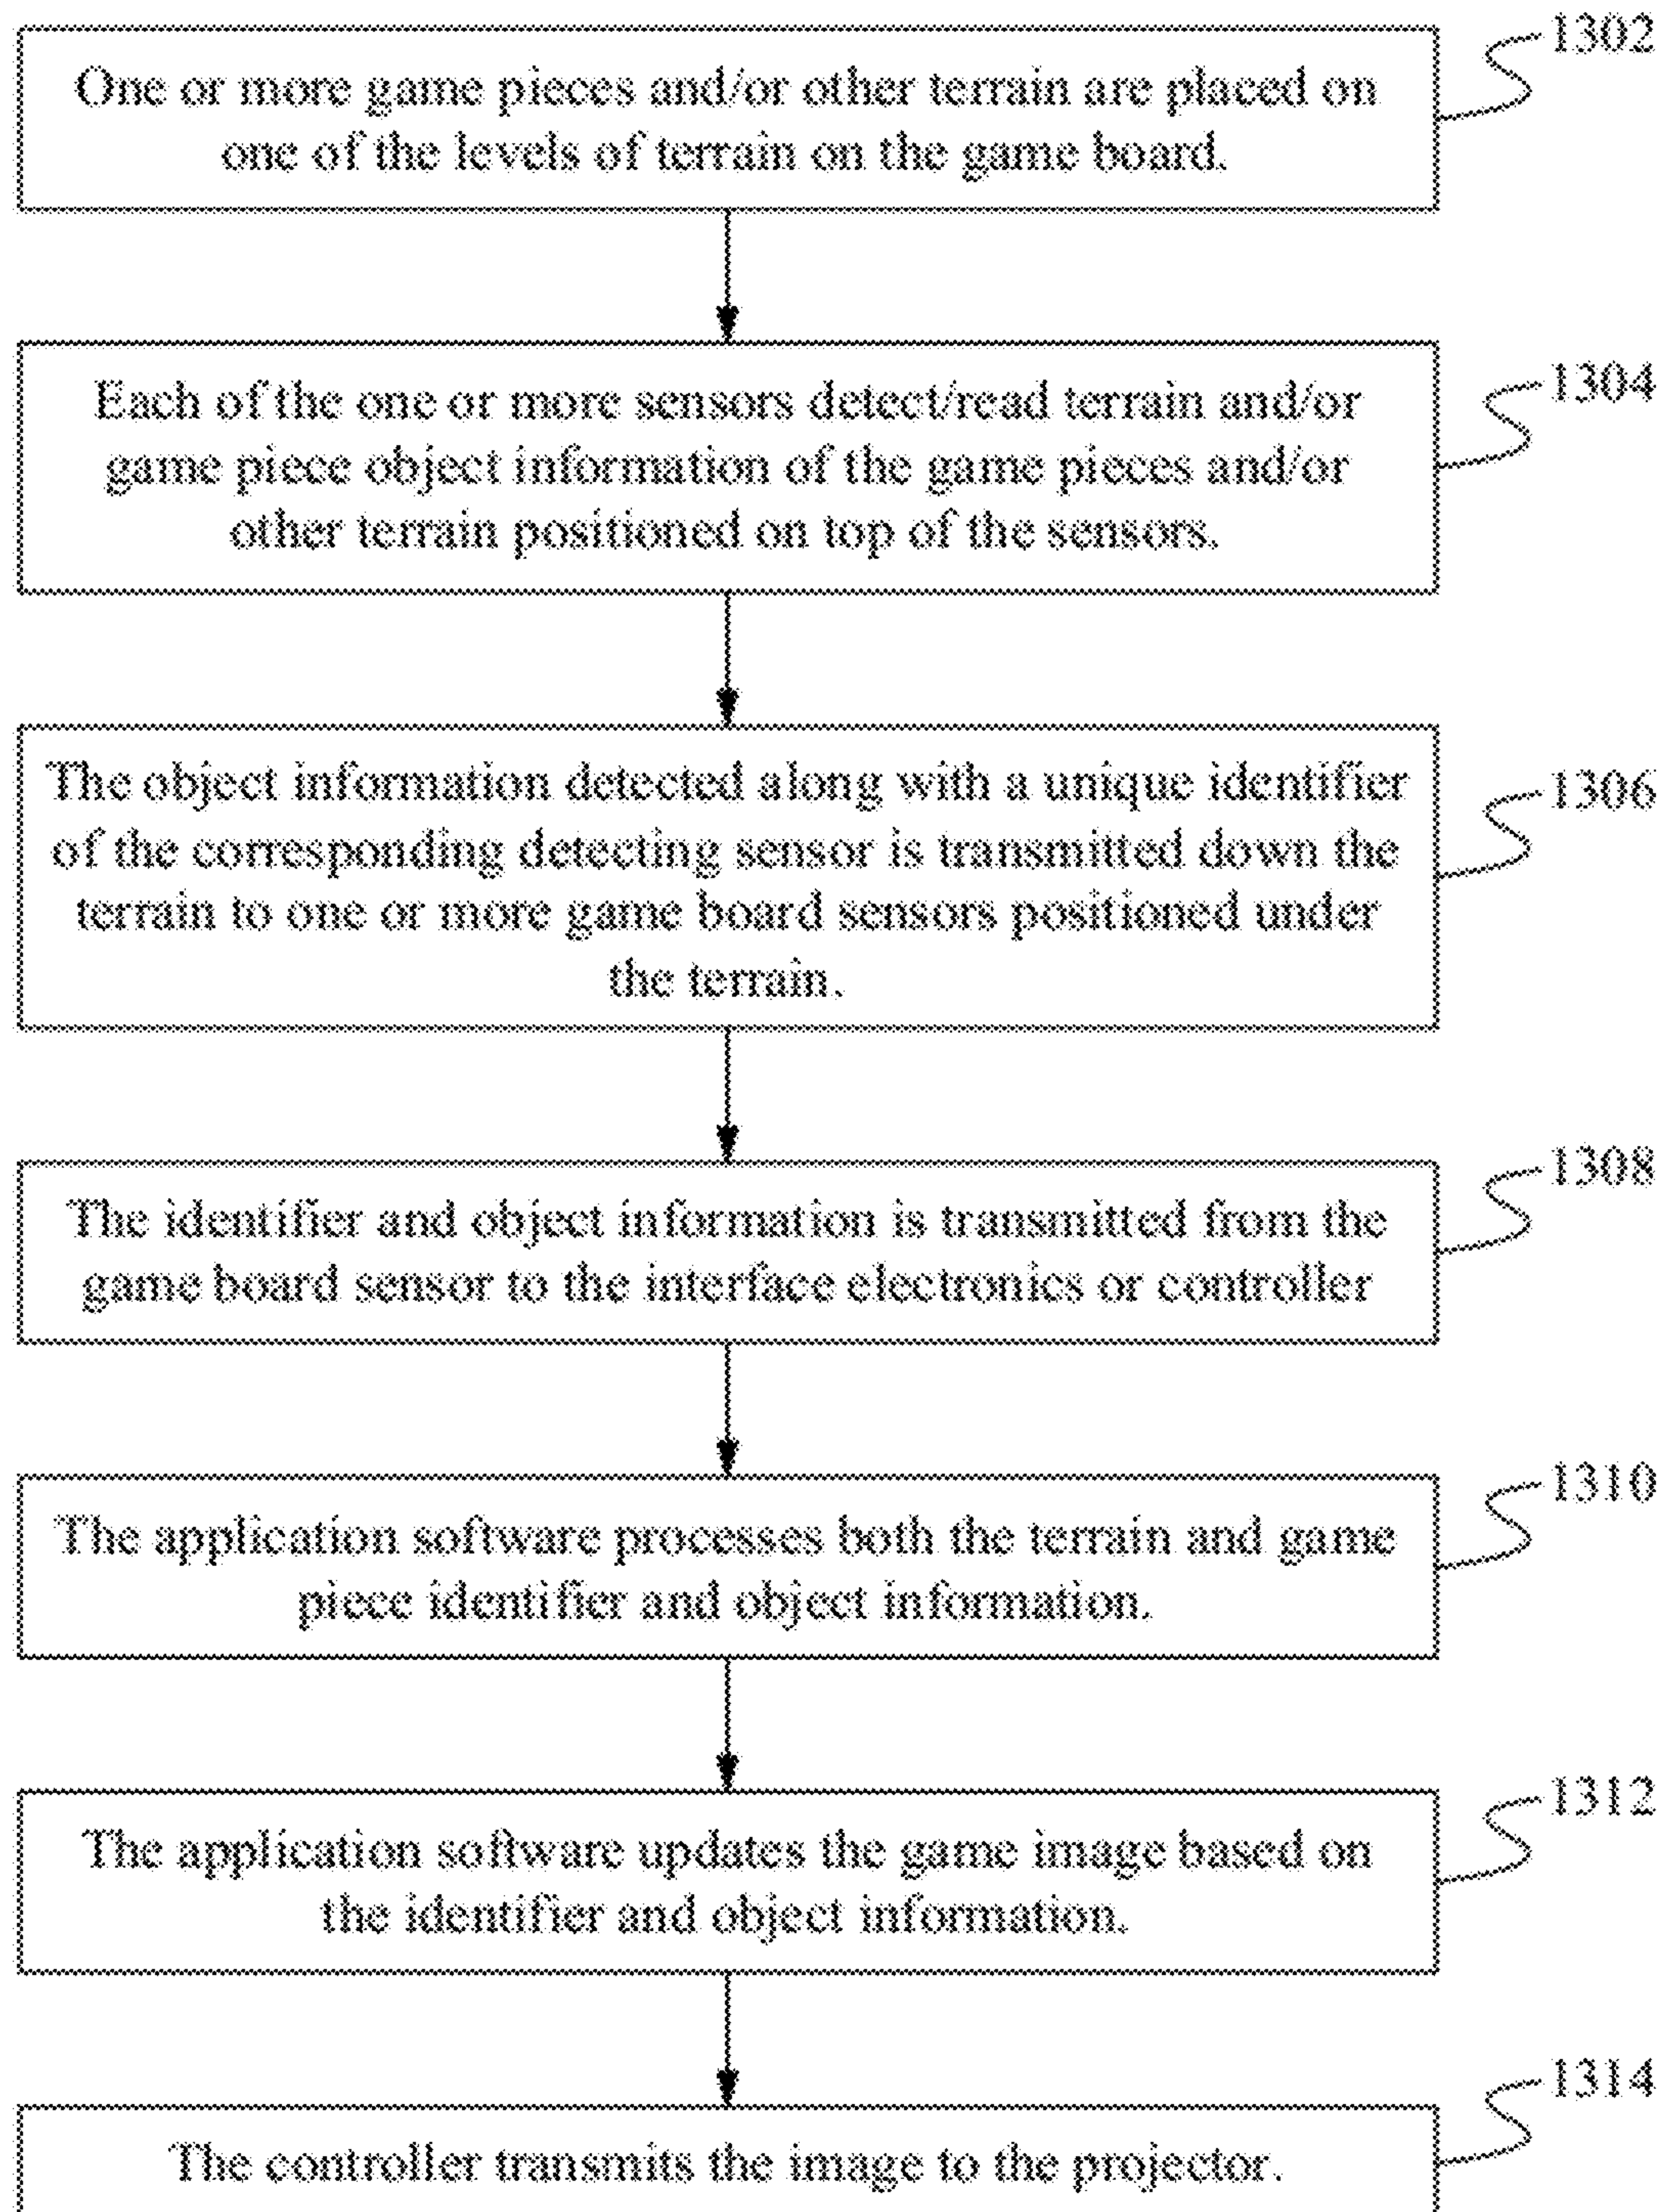 1302
One or more game pieces and/or other terrain are placed on
one of the levels of terrain on the game board.
1304
Each of the one or more sensors detect/read terrain and/or
game piece object information of the game pieces and/or
other terrain positioned on top of the sensors.
1306
The object information detected along with a unique identifier
of the corresponding detecting sensor is transmitted down the
terrain to one or more game board sensors positioned under
the terrain.
1308
The identifier and object information is transmitted from the
game board sensor to the interface electronics or controller
1310
The application software processes both the terrain and game
piece identifier and object information.
1312
The application software updates the game image based on
the identifier and object information.
1314
The controller transmits the image to the projector.